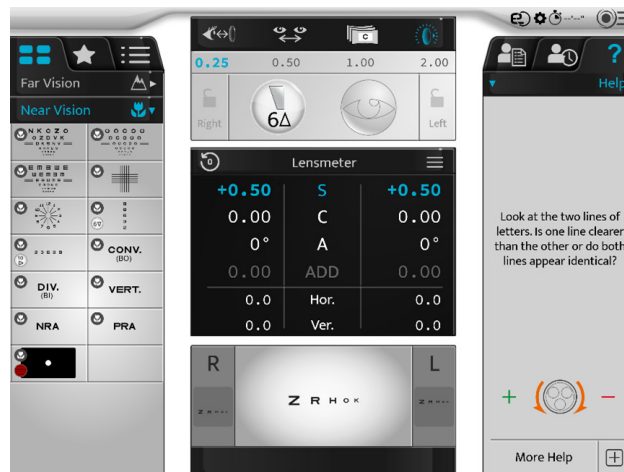 0.25 0.50 1.00 2.00
Right
6Δ
Left
Far Vision
Near Vision
CONV.
(BO)
DIV.
(BI)
VERT.
NRA
PRA
0 Lensmeter
+0.50 S +0.50
0.00 C 0.00
0° A 0°
0.00 ADD 0.00
0.0 Hor. 0.0
0.0 Ver. 0.0
R L
Z R H O K
?
Help
Look at the two lines of
letters. Is one line clearer
than the other or do both
lines appear identical?
+ −
More Help +